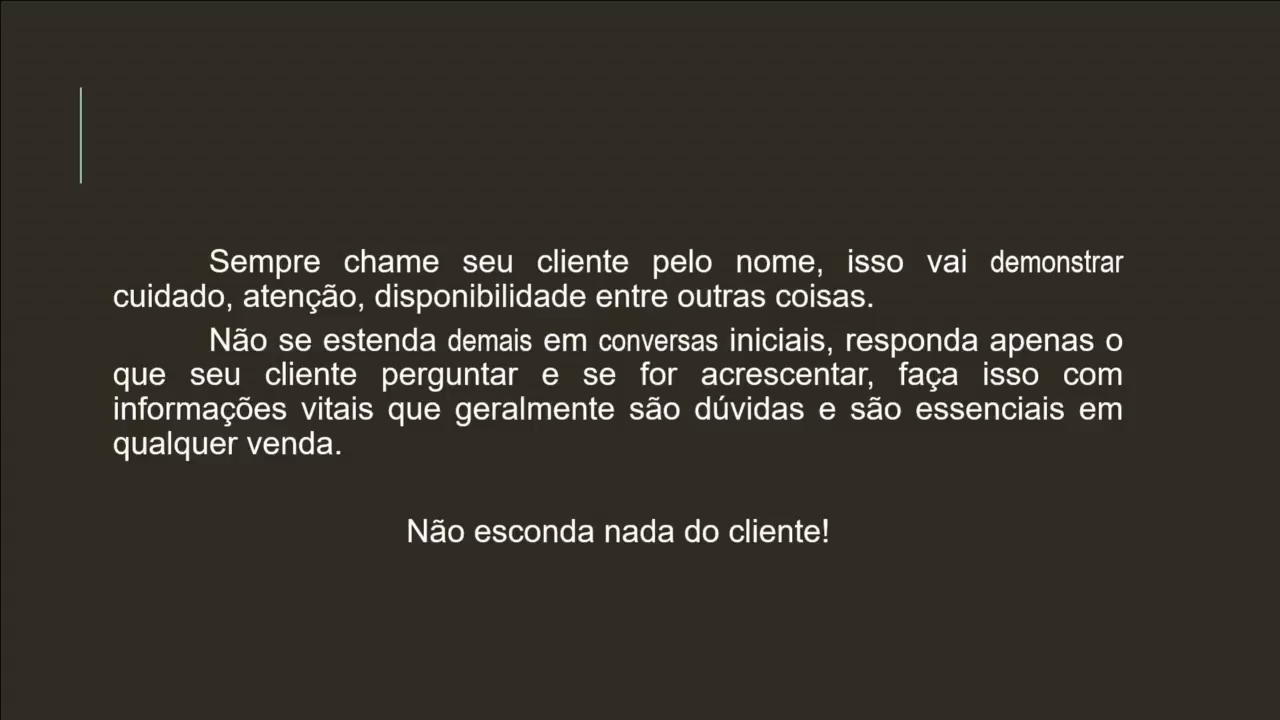 Sempre chame seu cliente pelo nome, isso vai demonstrar
cuidado, atenção, disponibilidade entre outras coisas.
Não se estenda demais em conversas iniciais, responda apenas o
que seu cliente perguntar e se for acrescentar, faça isso com
informações vitais que geralmente são dúvidas e são essenciais em
qualquer venda.
Não esconda nada do cliente!